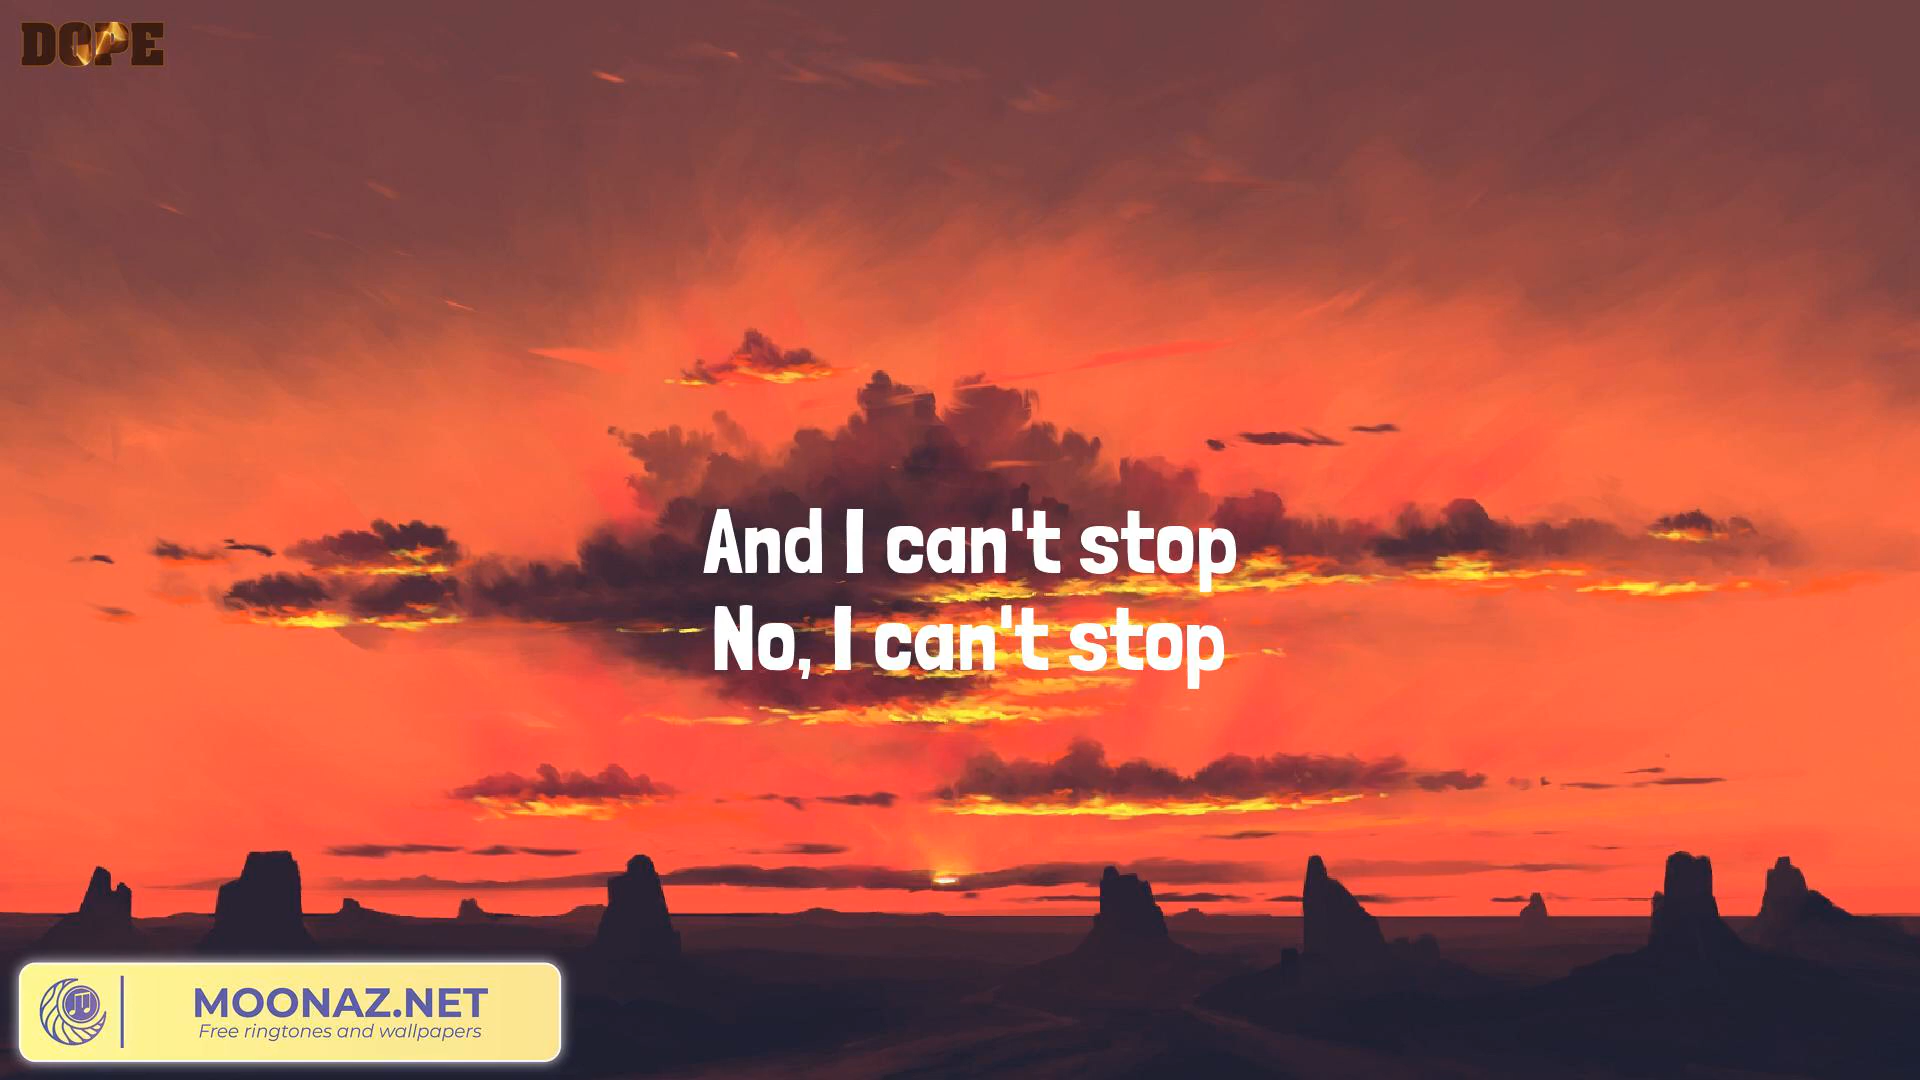 DOPE
And I can't stop
No, I can't stop
MOONAZ.NET
Free ringtones and wallpapers